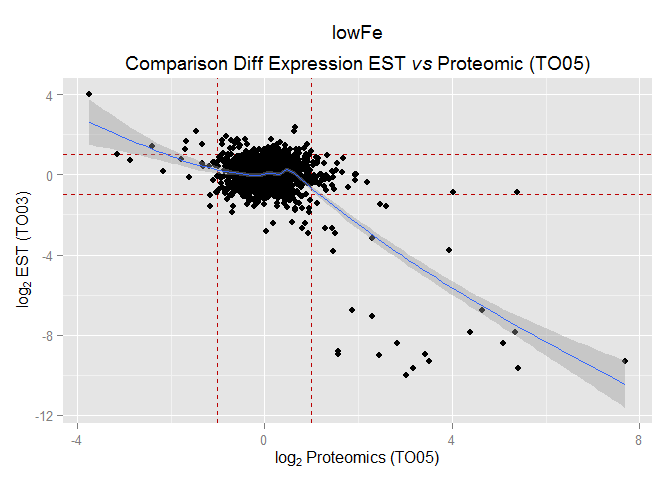 lowFe
Comparison Diff Expression EST vs Proteomic (TO05)
4
0
-4
-8
-12
log2 EST (TO03)
-4
0
4
8
log2 Proteomics (TO05)